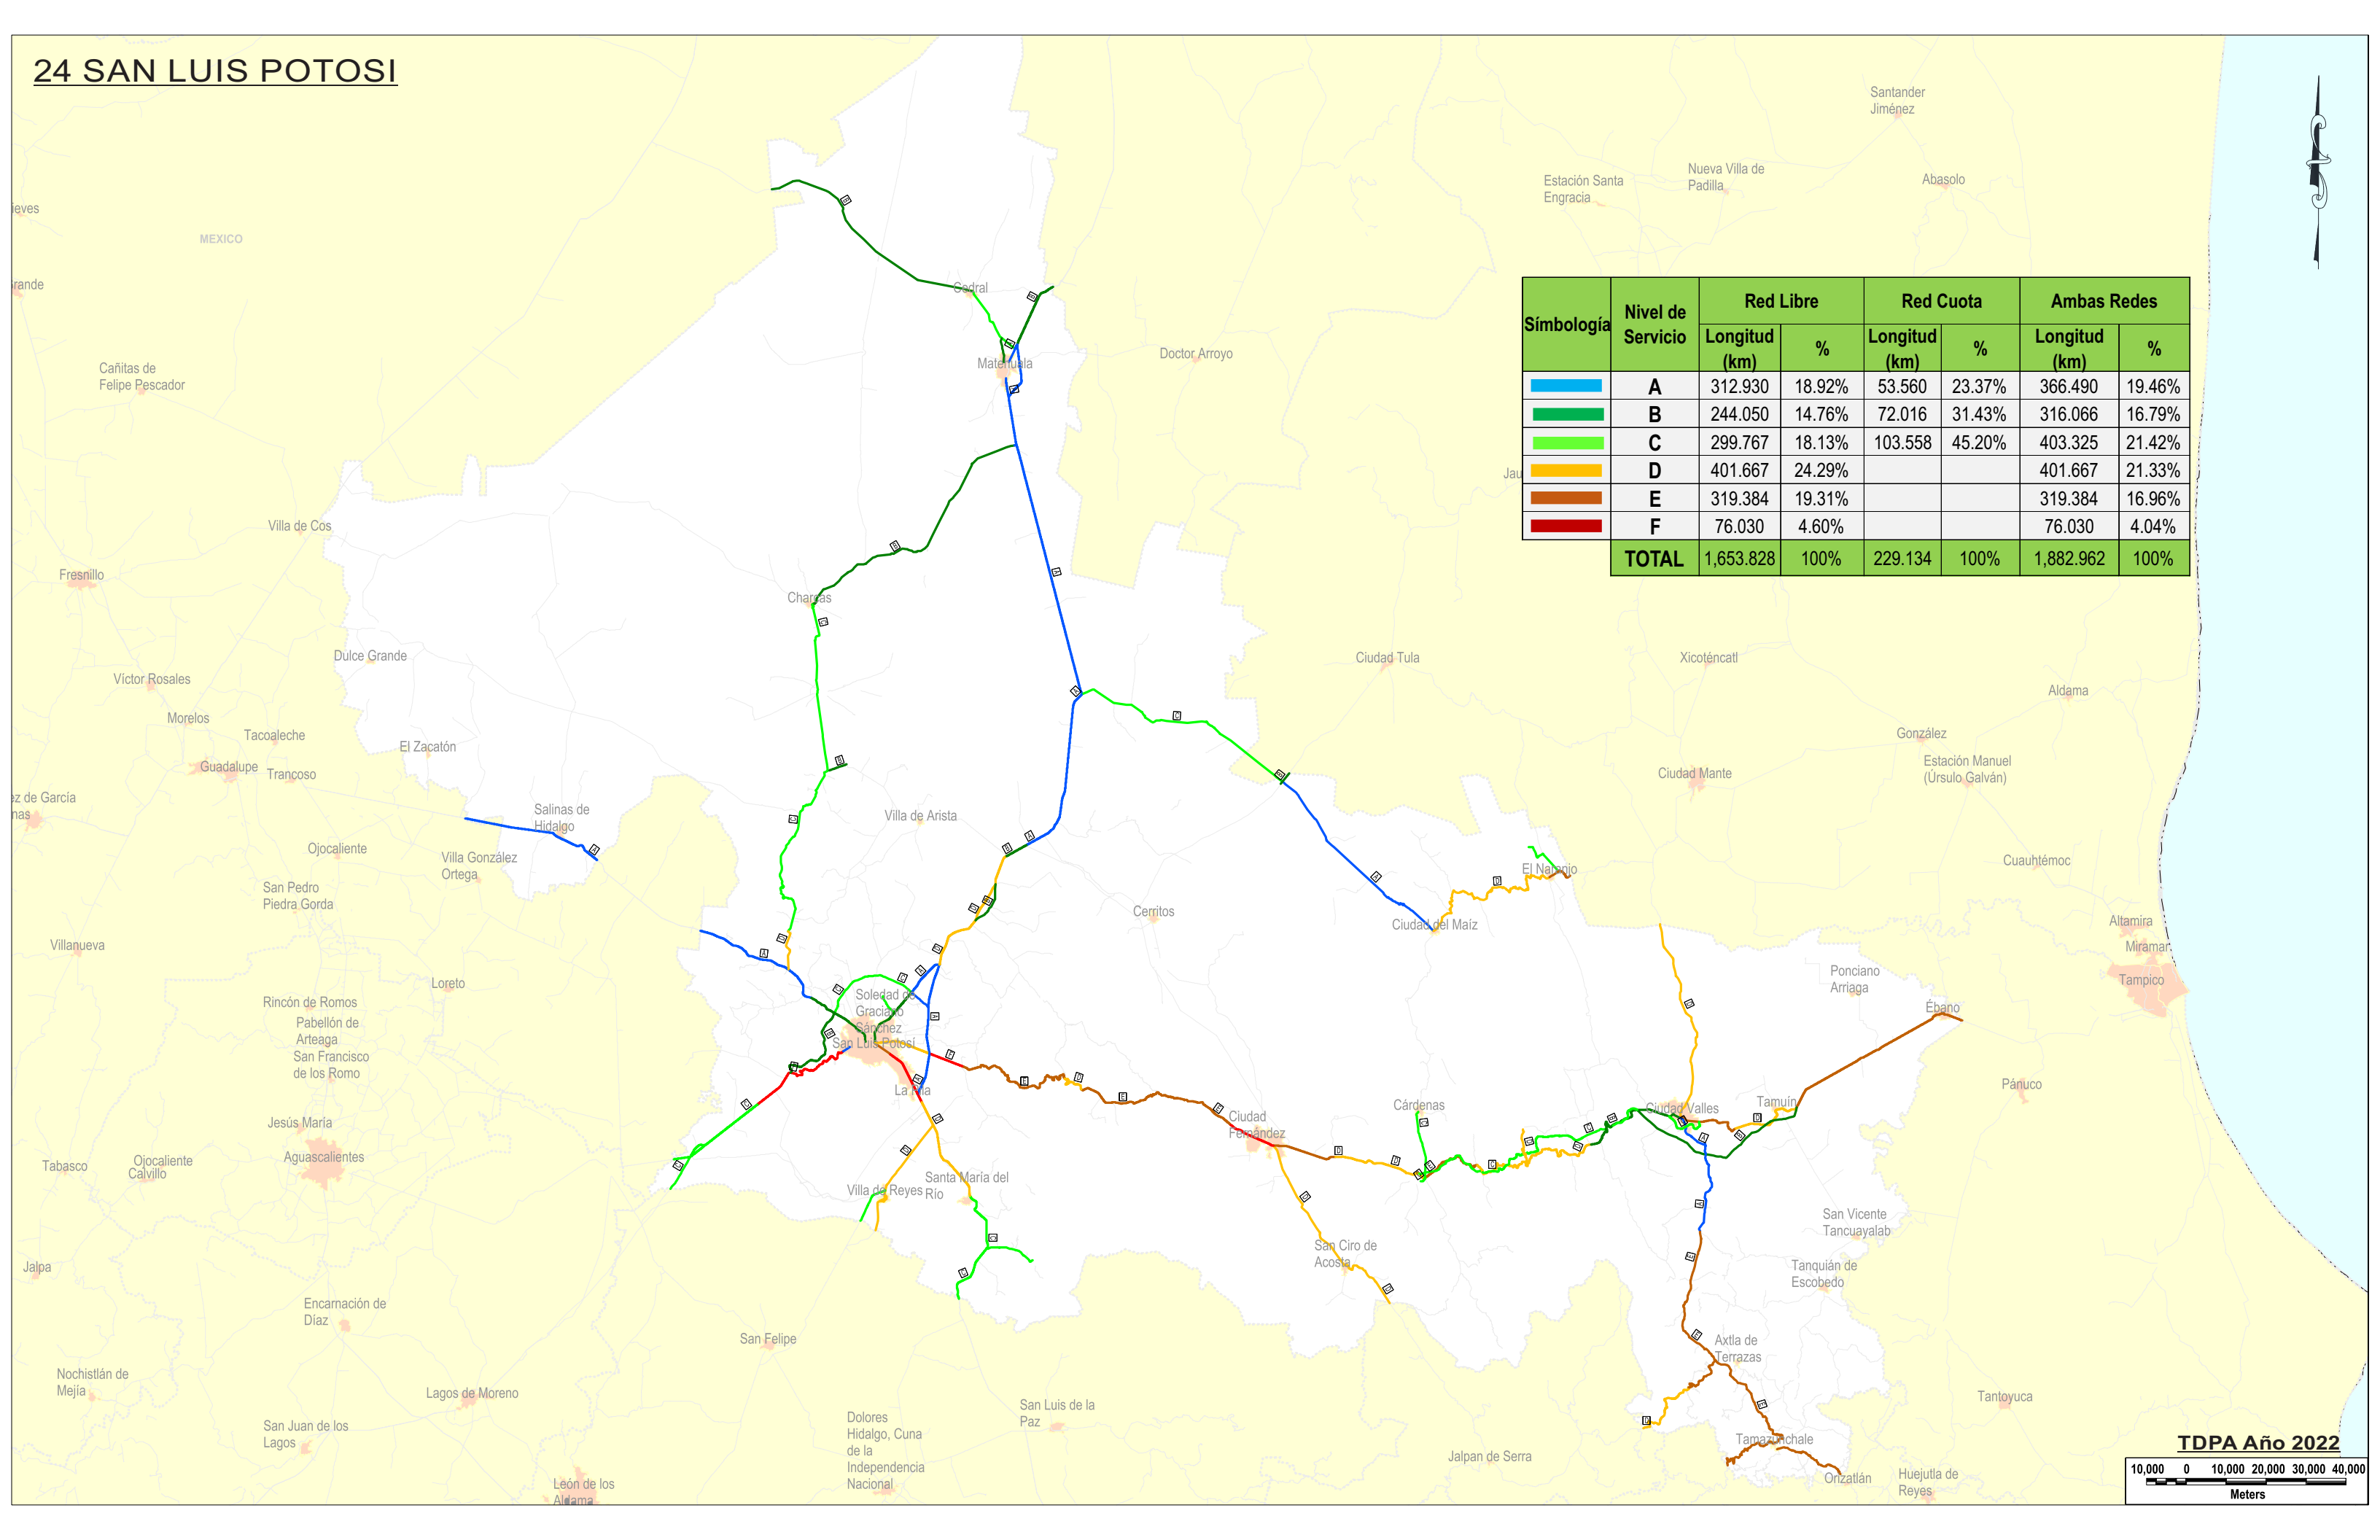 24 SAN LUIS POTOSI
Santander
Jiménez
Estación Santa
Engracia
Nueva Villa de
Padilla
Abasolo
ieves
MEXICO
rande
Cedral
Matehuala
Doctor Arroyo
Cañitas de
Felipe Pescador
Símbología
Nivel de
Servicio
Red Libre
Red Cuota
Ambas Redes
Longitud
(km)
%
Longitud
(km)
%
Longitud
(km)
%
A 312.930 18.92% 53.560 23.37% 366.490 19.46%
B 244.050 14.76% 72.016 31.43% 316.066 16.79%
C 299.767 18.13% 103.558 45.20% 403.325 21.42%
D 401.667 24.29% 401.667 21.33%
E 319.384 19.31% 319.384 16.96%
F 76.030 4.60% 76.030 4.04%
TOTAL 1,653.828 100% 229.134 100% 1,882.962 100%
Jau
Villa de Cos
Fresnillo
Charcas
Dulce Grande
Ciudad Tula
Xicoténcatl
Víctor Rosales
Aldama
Morelos
Tacoaleche
El Zacatón
González
Guadalupe
Trancoso
Ciudad Mante
Estación Manuel
(Úrsulo Galván)
ez de García
nas
Salinas de
Hidalgo
Villa de Arista
Ojocaliente
Villa González
Ortega
El Naranjo
Cuauhtémoc
San Pedro
Piedra Gorda
Cerritos
Ciudad del Maíz
Altamira
Villanueva
Miramar
Loreto
Ponciano
Arriaga
Tampico
Rincón de Romos
Soledad de
Graciano
Sánchez
Ébano
Pabellón de
Arteaga
San Luis Potosí
San Francisco
de los Romo
La Pila
Pánuco
Jesús María
Ciudad
Fernández
Cárdenas
Ciudad Valles
Tamuín
Aguascalientes
Tabasco
Ojocaliente
Calvillo
Villa de Reyes
Santa María del
Río
San Vicente
Tancuayalab
San Ciro de
Acosta
Jalpa
Tanquián de
Escobedo
Encarnación de
Díaz
San Felipe
Axtla de
Terrazas
Nochistlán de
Mejía
Lagos de Moreno
San Luis de la
Paz
Tantoyuca
San Juan de los
Lagos
Dolores
Hidalgo, Cuna
de la
Independencia
Nacional
Tamazunchale
Jalpan de Serra
León de los
Aldama
Orizatlán
Huejutla de
Reyes
TDPA Año 2022
10,000 0 10,000 20,000 30,000 40,000
Meters